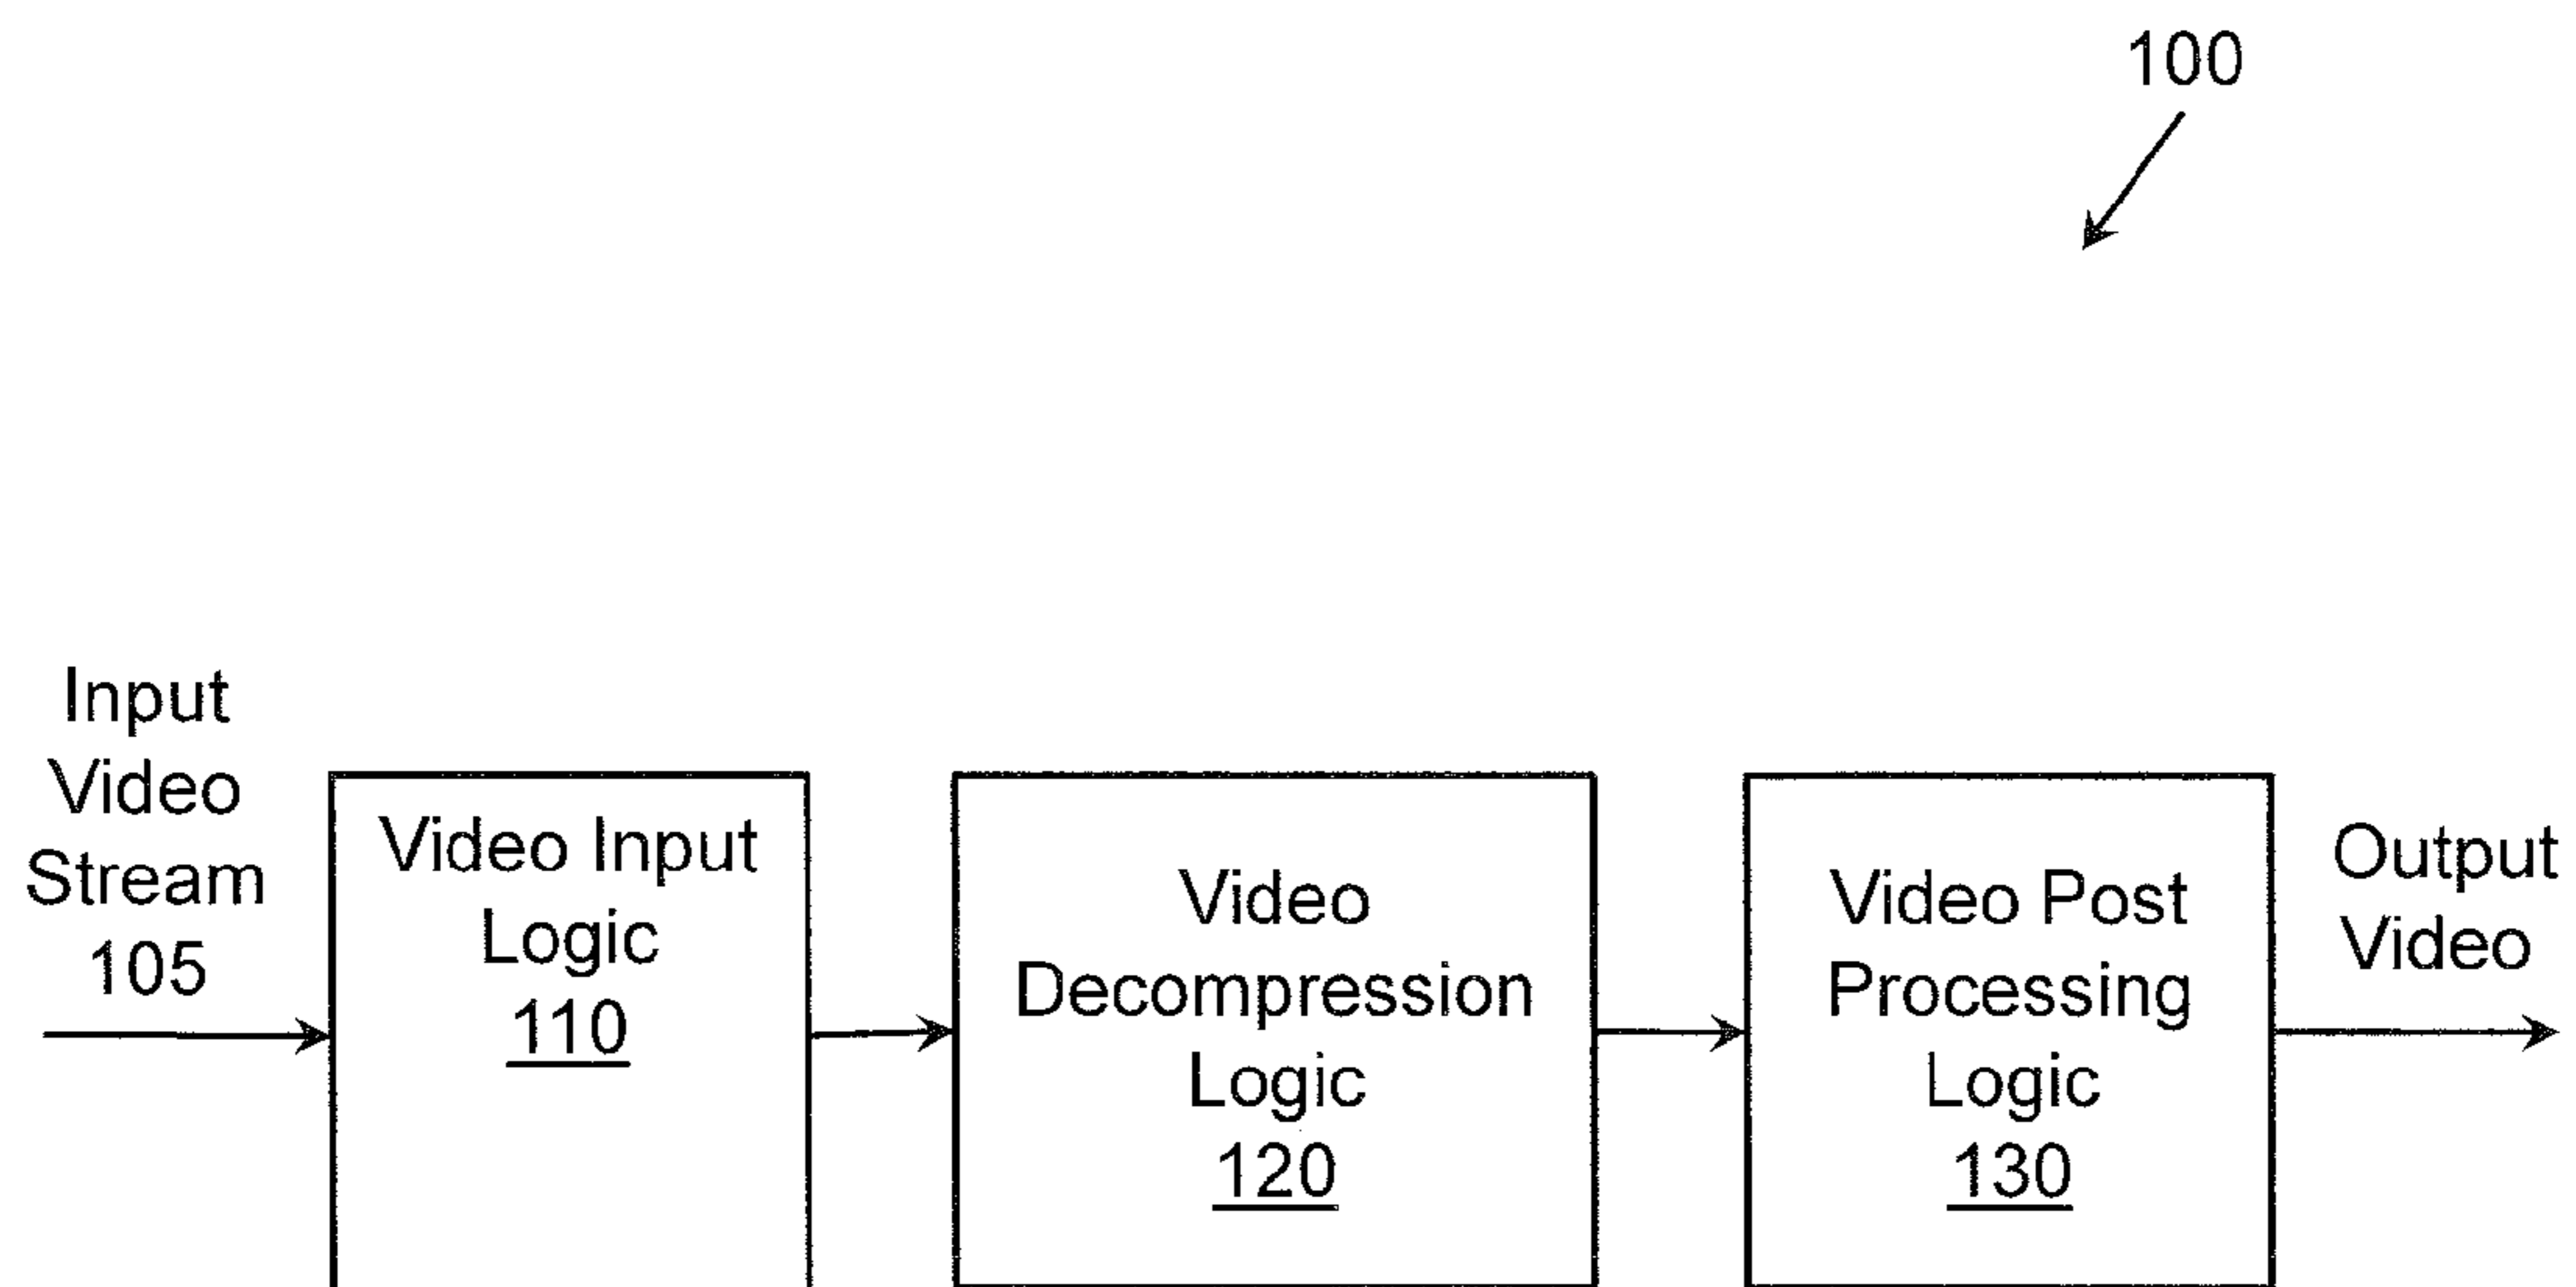 100
Input
Video
Stream
105
Video Input
Logic
110
Video
Decompression
Logic
120
Video Post
Processing
Logic
130
Output
Video